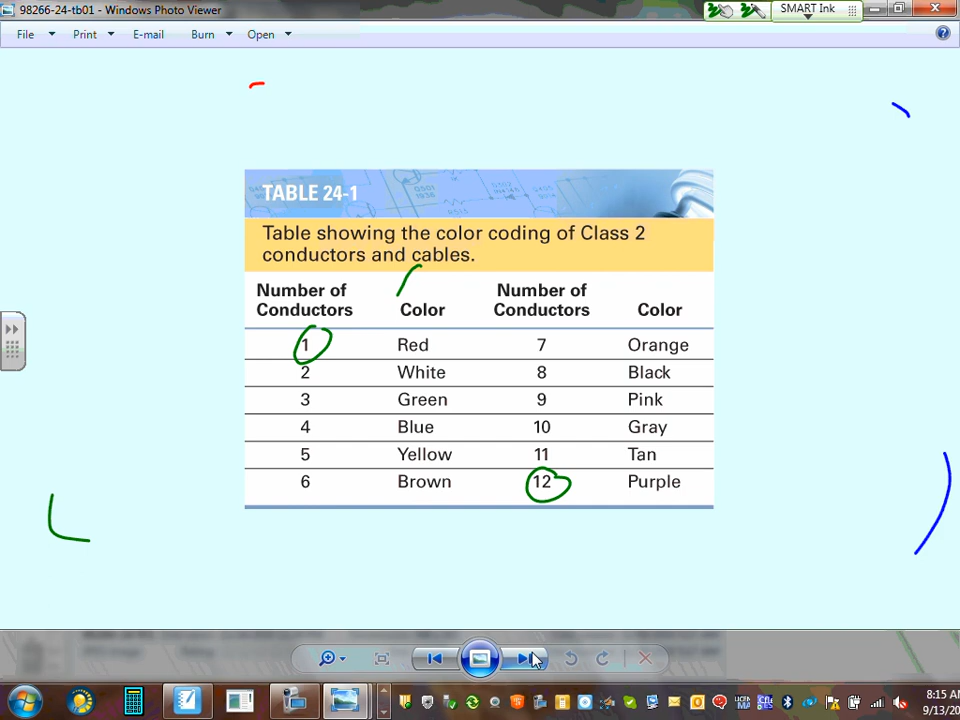 98266-24-tb01 - Windows Photo Viewer
SMART Ink
File Print E-mail Burn Open
TABLE 24-1
Table showing the color coding of Class 2
conductors and cables.
Number of Conductors Color Number of Conductors Color
1 Red 7 Orange
2 White 8 Black
3 Green 9 Pink
4 Blue 10 Gray
5 Yellow 11 Tan
6 Brown 12 Purple
8:15 AM